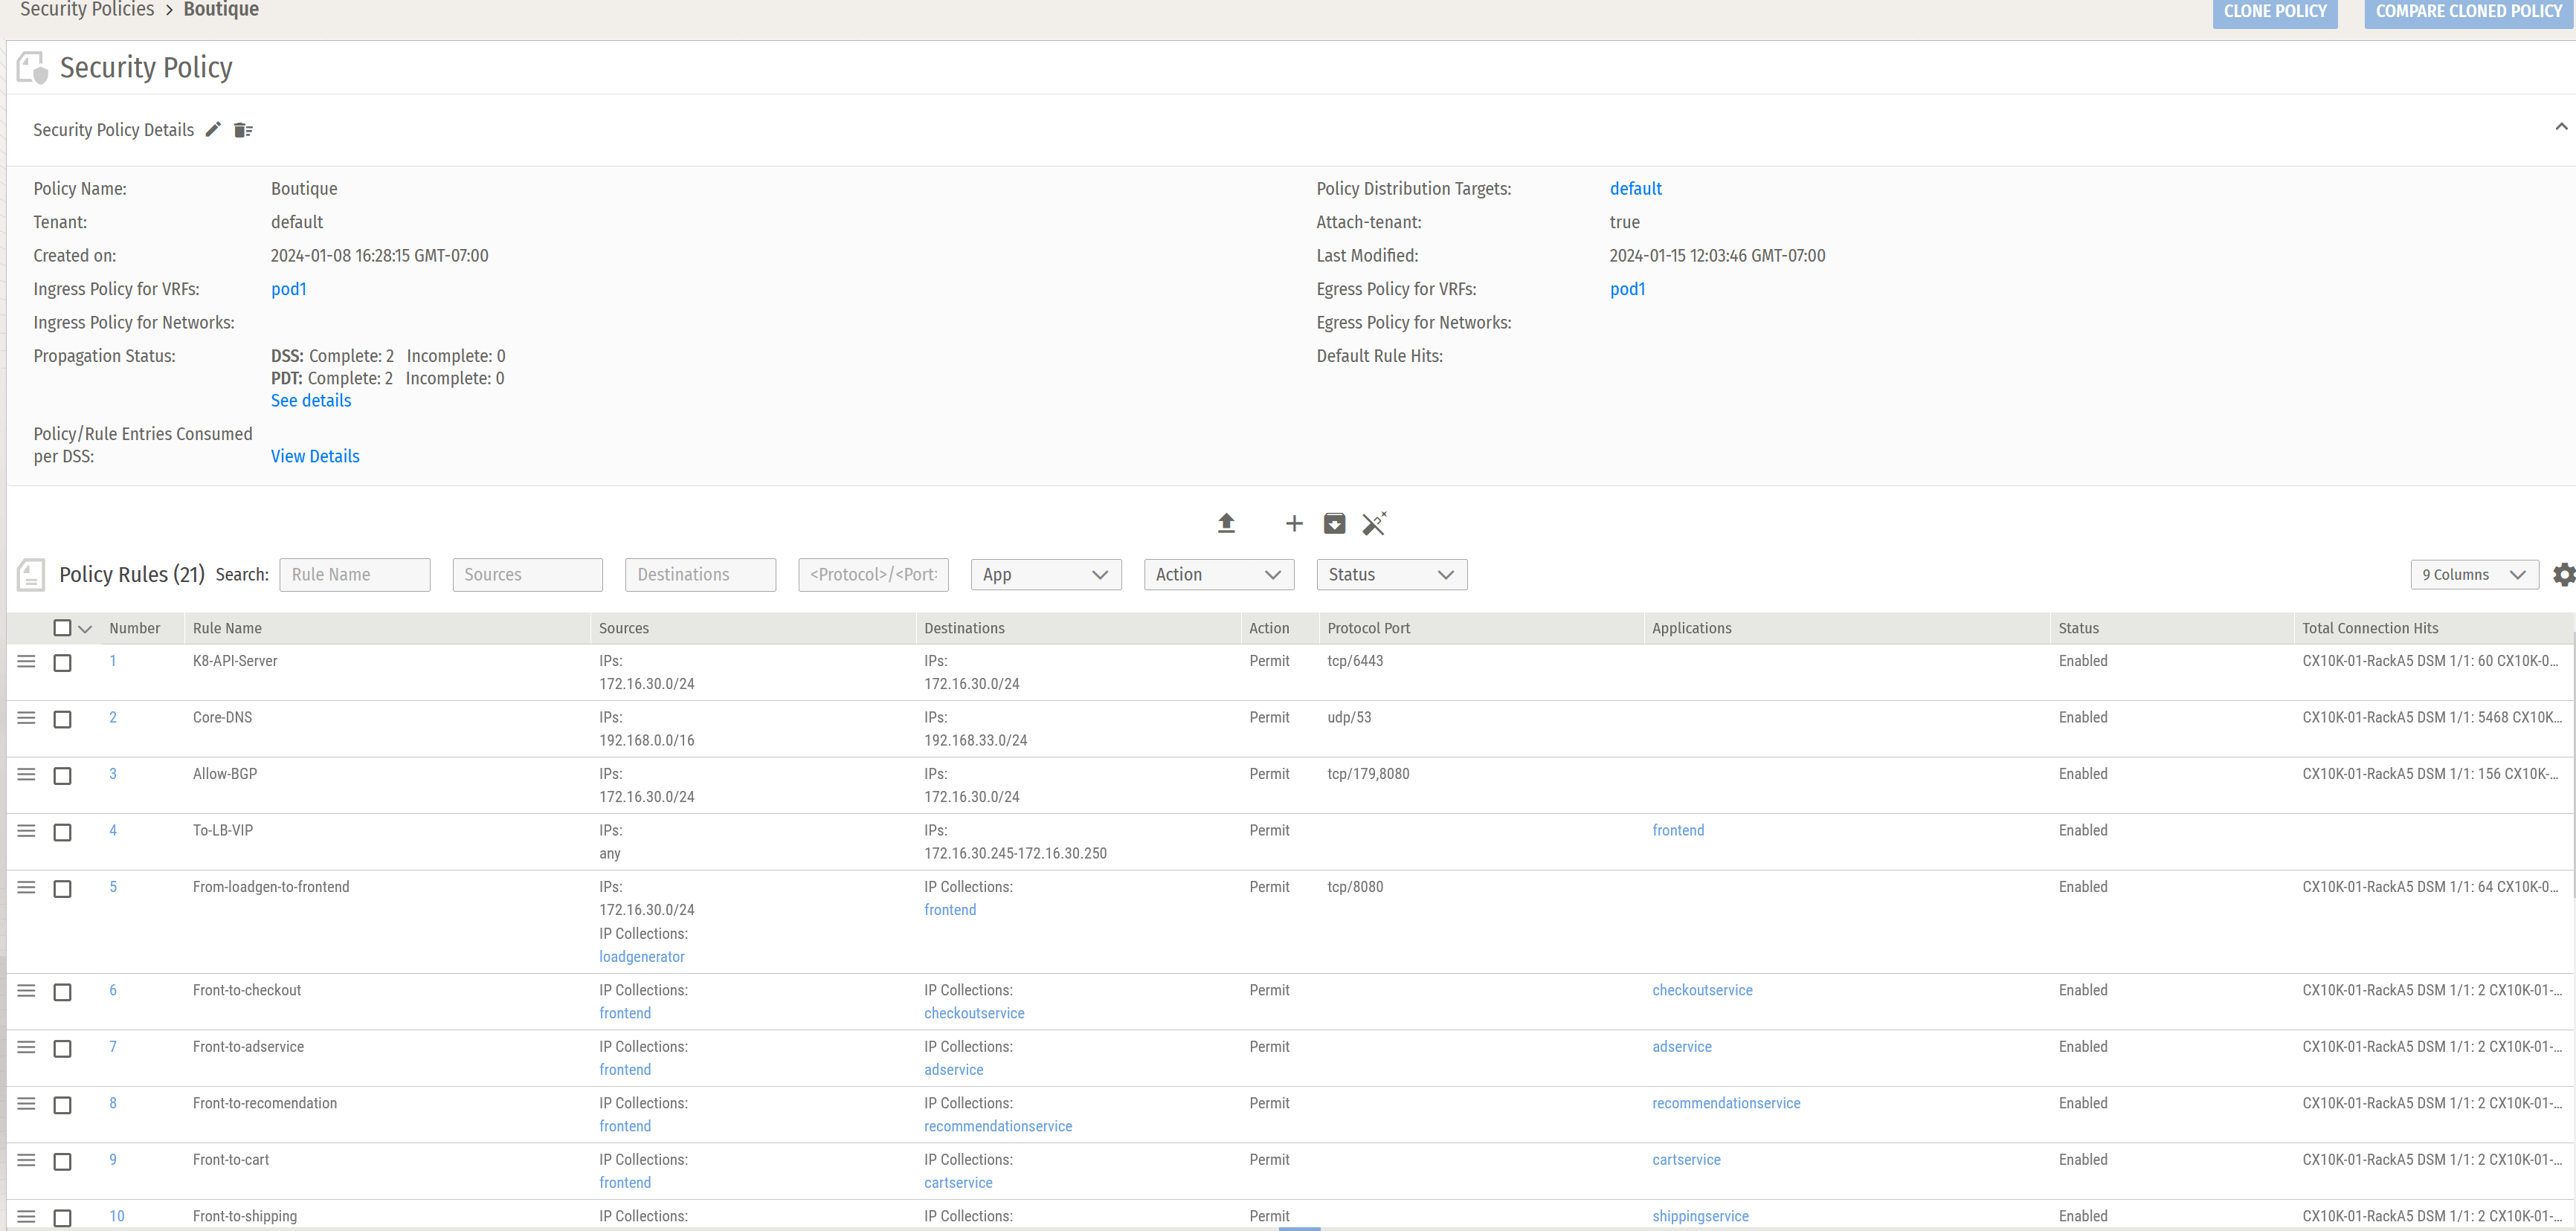 Security Policies > Boutique
CLONE POLICY
COMPARE CLONED POLICY
Security Policy
Security Policy Details
Policy Name: Boutique
Policy Distribution Targets: default
Tenant: default
Attach-tenant: true
Created on: 2024-01-08 16:28:15 GMT-07:00
Last Modified: 2024-01-15 12:03:46 GMT-07:00
Ingress Policy for VRFs: pod1
Egress Policy for VRFs: pod1
Ingress Policy for Networks:
Egress Policy for Networks:
Propagation Status: DSS: Complete: 2 Incomplete: 0
Default Rule Hits:
PDT: Complete: 2 Incomplete: 0
See details
Policy/Rule Entries Consumed
per DSS: View Details
Policy Rules (21) Search: Rule Name Sources Destinations <Protocol>/<Port: App Action Status 9 Columns
Number Rule Name Sources Destinations Action Protocol Port Applications Status Total Connection Hits
1 K8-API-Server IPs: IPs: Permit tcp/6443 Enabled CX10K-01-RackA5 DSM 1/1: 60 CX10K-0...
172.16.30.0/24 172.16.30.0/24
2 Core-DNS IPs: IPs: Permit udp/53 Enabled CX10K-01-RackA5 DSM 1/1: 5468 CX10K...
192.168.0.0/16 192.168.33.0/24
3 Allow-BGP IPs: IPs: Permit tcp/179,8080 Enabled CX10K-01-RackA5 DSM 1/1: 156 CX10K-...
172.16.30.0/24 172.16.30.0/24
4 To-LB-VIP IPs: IPs: Permit frontend Enabled
any 172.16.30.245-172.16.30.250
5 From-loadgen-to-frontend IPs: IP Collections: Permit tcp/8080 Enabled CX10K-01-RackA5 DSM 1/1: 64 CX10K-0...
172.16.30.0/24 frontend
IP Collections:
loadgenerator
6 Front-to-checkout IP Collections: IP Collections: Permit checkoutservice Enabled CX10K-01-RackA5 DSM 1/1: 2 CX10K-01-...
frontend checkoutservice
7 Front-to-adservice IP Collections: IP Collections: Permit adservice Enabled CX10K-01-RackA5 DSM 1/1: 2 CX10K-01-...
frontend adservice
8 Front-to-recomendation IP Collections: IP Collections: Permit recommendationservice Enabled CX10K-01-RackA5 DSM 1/1: 2 CX10K-01-...
frontend recommendationservice
9 Front-to-cart IP Collections: IP Collections: Permit cartservice Enabled CX10K-01-RackA5 DSM 1/1: 2 CX10K-01-...
frontend cartservice
10 Front-to-shipping IP Collections: IP Collections: Permit shippingservice Enabled CX10K-01-RackA5 DSM 1/1: 2 CX10K-01-...